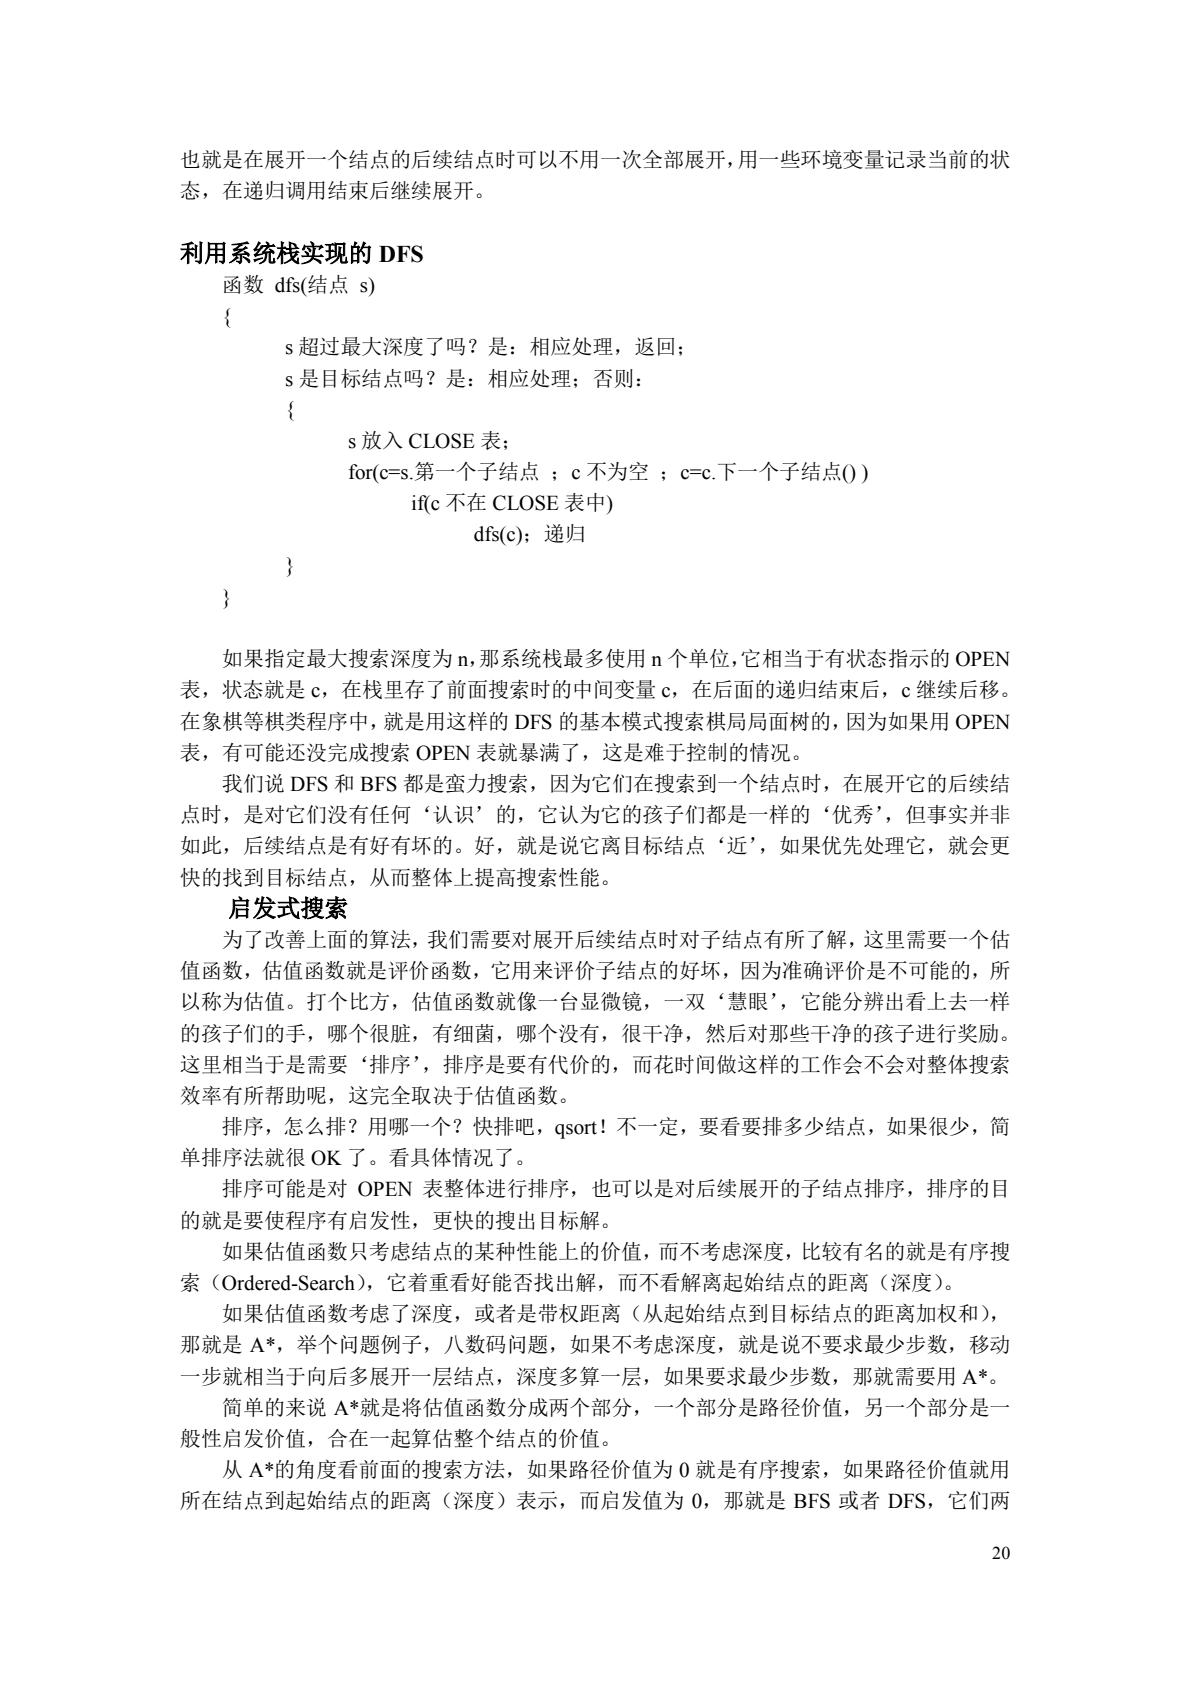 也就是在展开一个结点的后续结点时可以不用一次全部展开，用一些环境变量记录当前的状
态，在递归调用结束后继续展开。
利用系统栈实现的 DFS
函数 dfs(结点 s)
{
s 超过最大深度了吗？是：相应处理，返回；
s 是目标结点吗？是：相应处理；否则：
{
s 放入 CLOSE 表；
for(c=s.第一个子结点 ；c 不为空 ；c=c.下一个子结点() )
if(c 不在 CLOSE 表中)
dfs(c)；递归
}
}
如果指定最大搜索深度为 n，那系统栈最多使用 n 个单位，它相当于有状态指示的 OPEN
表，状态就是 c，在栈里存了前面搜索时的中间变量 c，在后面的递归结束后，c 继续后移。
在象棋等棋类程序中，就是用这样的 DFS 的基本模式搜索棋局局面树的，因为如果用 OPEN
表，有可能还没完成搜索 OPEN 表就暴满了，这是难于控制的情况。
我们说 DFS 和 BFS 都是蛮力搜索，因为它们在搜索到一个结点时，在展开它的后续结
点时，是对它们没有任何‘认识’的，它认为它的孩子们都是一样的‘优秀’，但事实并非
如此，后续结点是有好有坏的。好，就是说它离目标结点‘近’，如果优先处理它，就会更
快的找到目标结点，从而整体上提高搜索性能。
启发式搜索
为了改善上面的算法，我们需要对展开后续结点时对子结点有所了解，这里需要一个估
值函数，估值函数就是评价函数，它用来评价子结点的好坏，因为准确评价是不可能的，所
以称为估值。打个比方，估值函数就像一台显微镜，一双‘慧眼’，它能分辨出看上去一样
的孩子们的手，哪个很脏，有细菌，哪个没有，很干净，然后对那些干净的孩子进行奖励。
这里相当于是需要‘排序’，排序是要有代价的，而花时间做这样的工作会不会对整体搜索
效率有所帮助呢，这完全取决于估值函数。
排序，怎么排？用哪一个？快排吧，qsort！不一定，要看要排多少结点，如果很少，简
单排序法就很 OK 了。看具体情况了。
排序可能是对 OPEN 表整体进行排序，也可以是对后续展开的子结点排序，排序的目
的就是要使程序有启发性，更快的搜出目标解。
如果估值函数只考虑结点的某种性能上的价值，而不考虑深度，比较有名的就是有序搜
索（Ordered-Search），它着重看好能否找出解，而不看解离起始结点的距离（深度）。
如果估值函数考虑了深度，或者是带权距离（从起始结点到目标结点的距离加权和），
那就是 A*，举个问题例子，八数码问题，如果不考虑深度，就是说不要求最少步数，移动
一步就相当于向后多展开一层结点，深度多算一层，如果要求最少步数，那就需要用 A*。
简单的来说 A*就是将估值函数分成两个部分，一个部分是路径价值，另一个部分是一
般性启发价值，合在一起算估整个结点的价值。
从 A*的角度看前面的搜索方法，如果路径价值为 0 就是有序搜索，如果路径价值就用
所在结点到起始结点的距离（深度）表示，而启发值为 0，那就是 BFS 或者 DFS，它们两
20